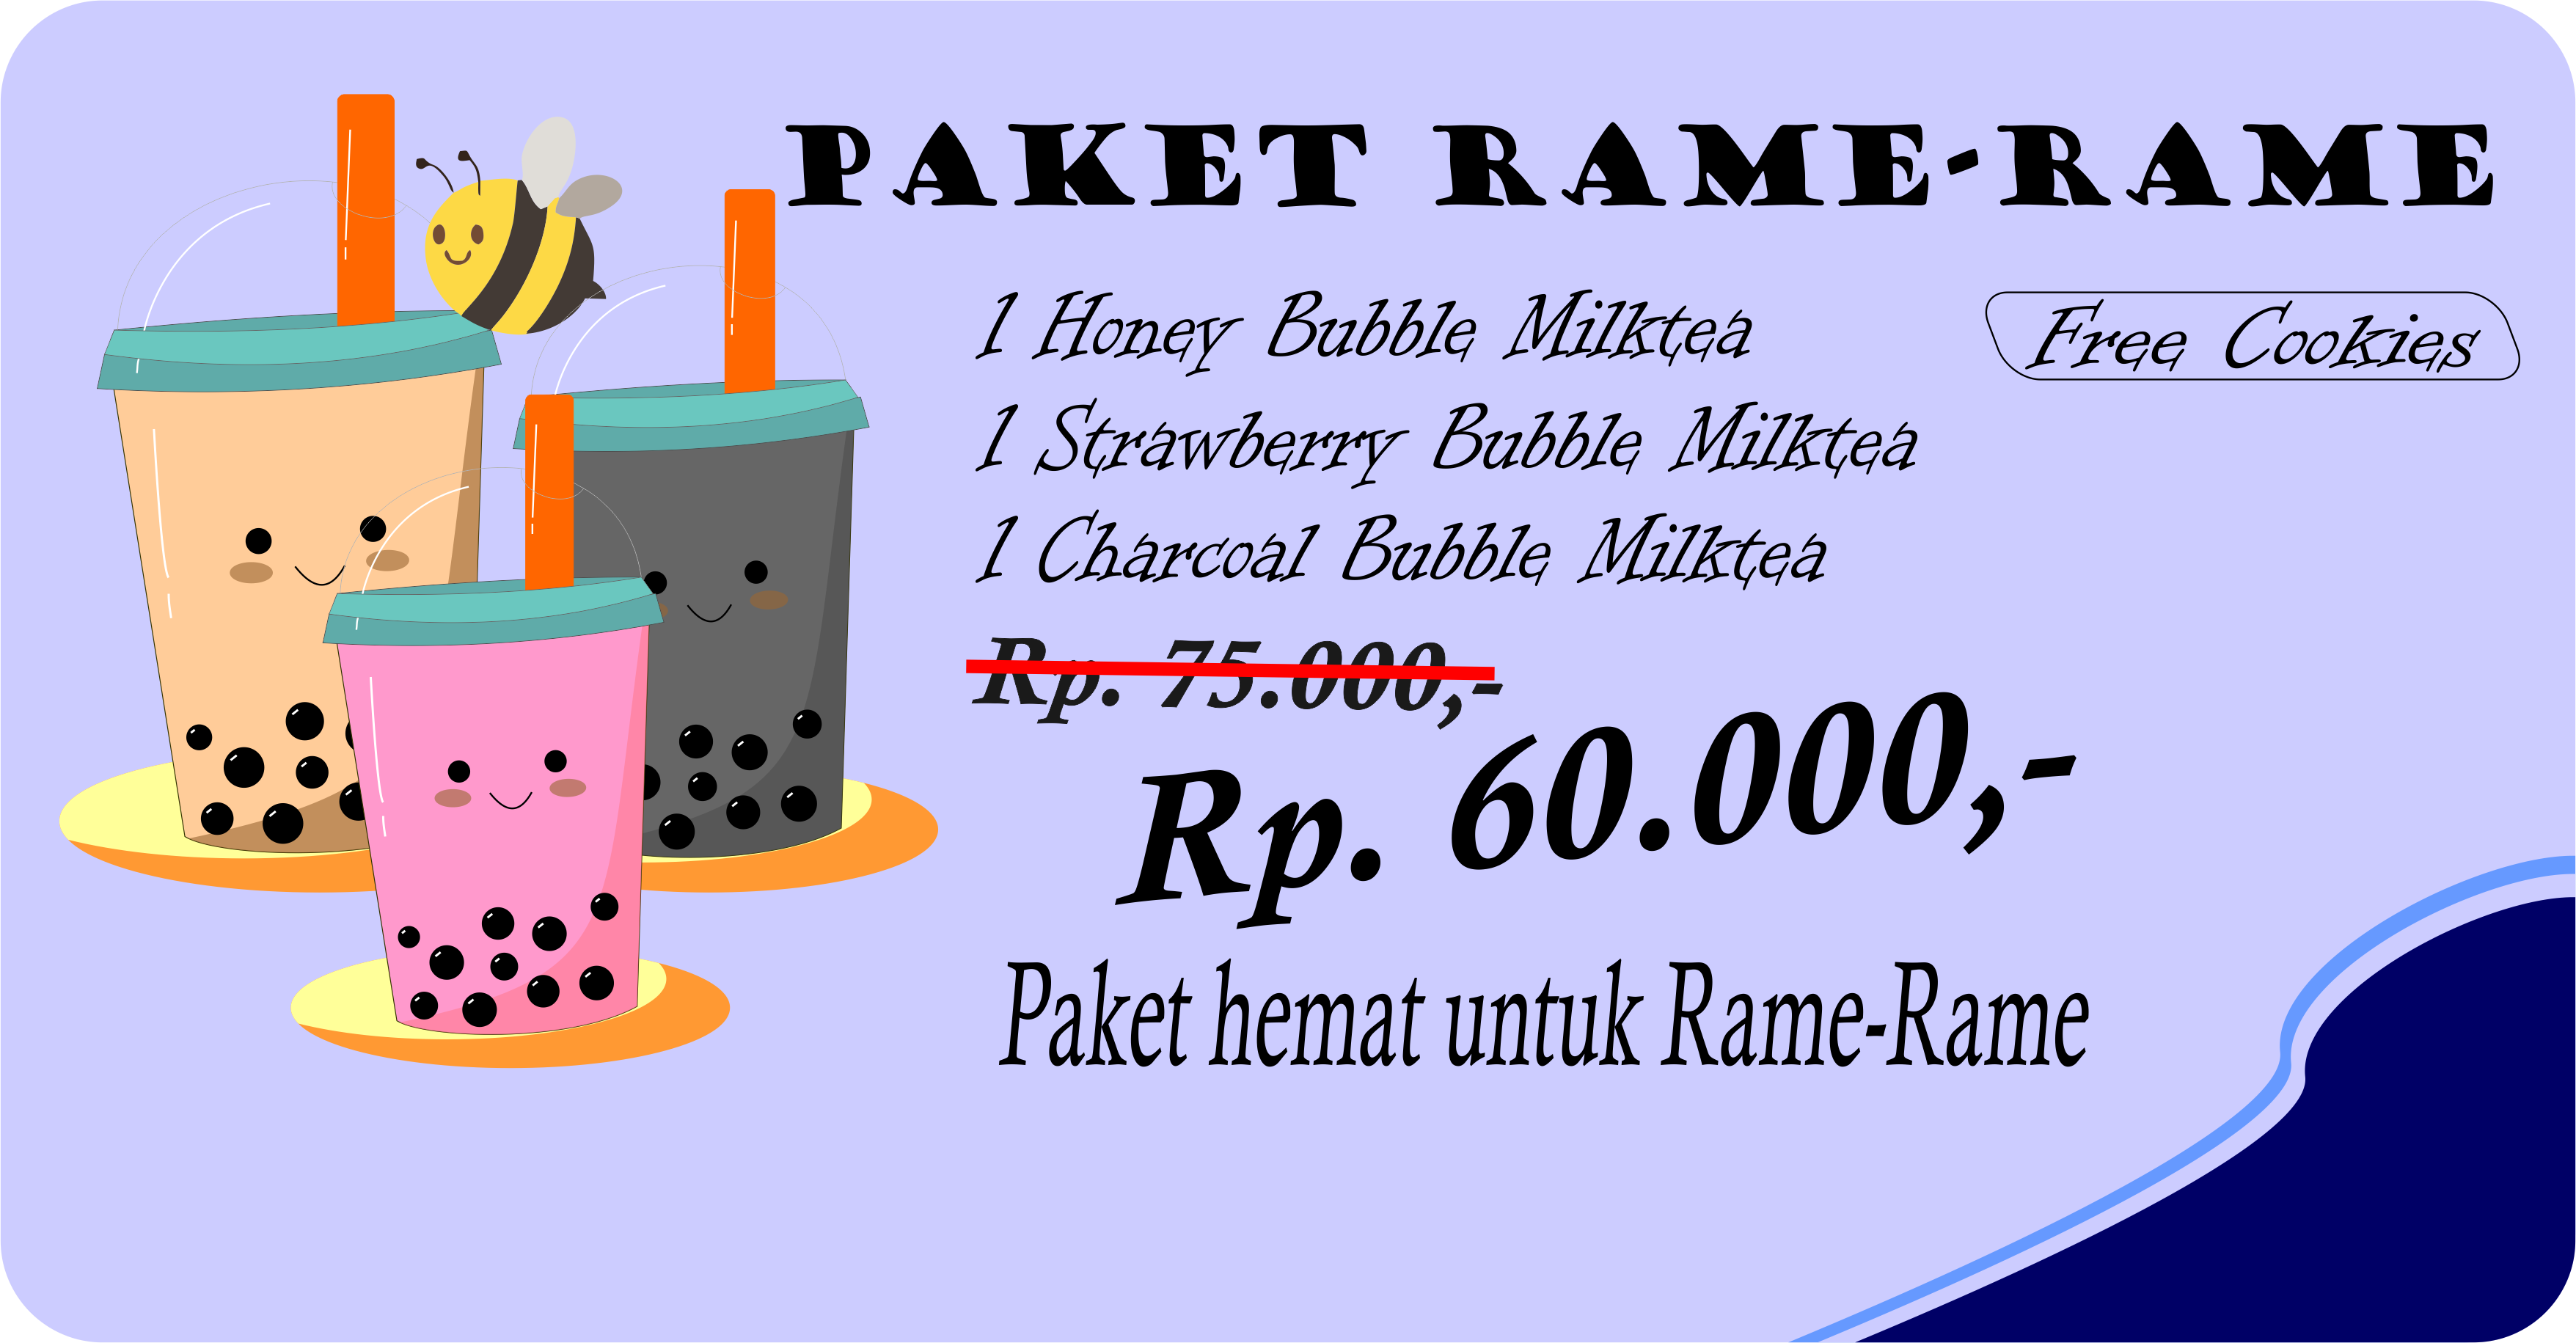 PAKET RAME-RAME
1 Honey Bubble Milktea
Free Cookies
1 Strawberry Bubble Milktea
1 Charcoal Bubble Milktea
Rp. 75.000,-
Rp. 60.000,-
Paket hemat untuk Rame-Rame